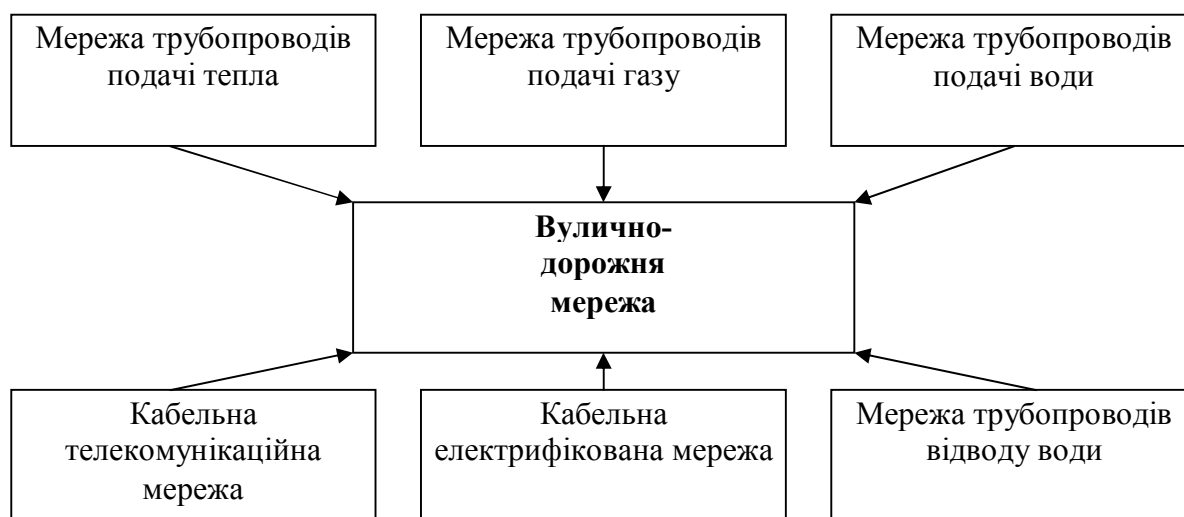 Мережа трубопроводів
подачі тепла
Мережа трубопроводів
подачі газу
Мережа трубопроводів
подачі води
Вулично-
дорожня
мережа
Кабельна
телекомунікаційна
мережа
Кабельна
електрифікована мережа
Мережа трубопроводів
відводу води